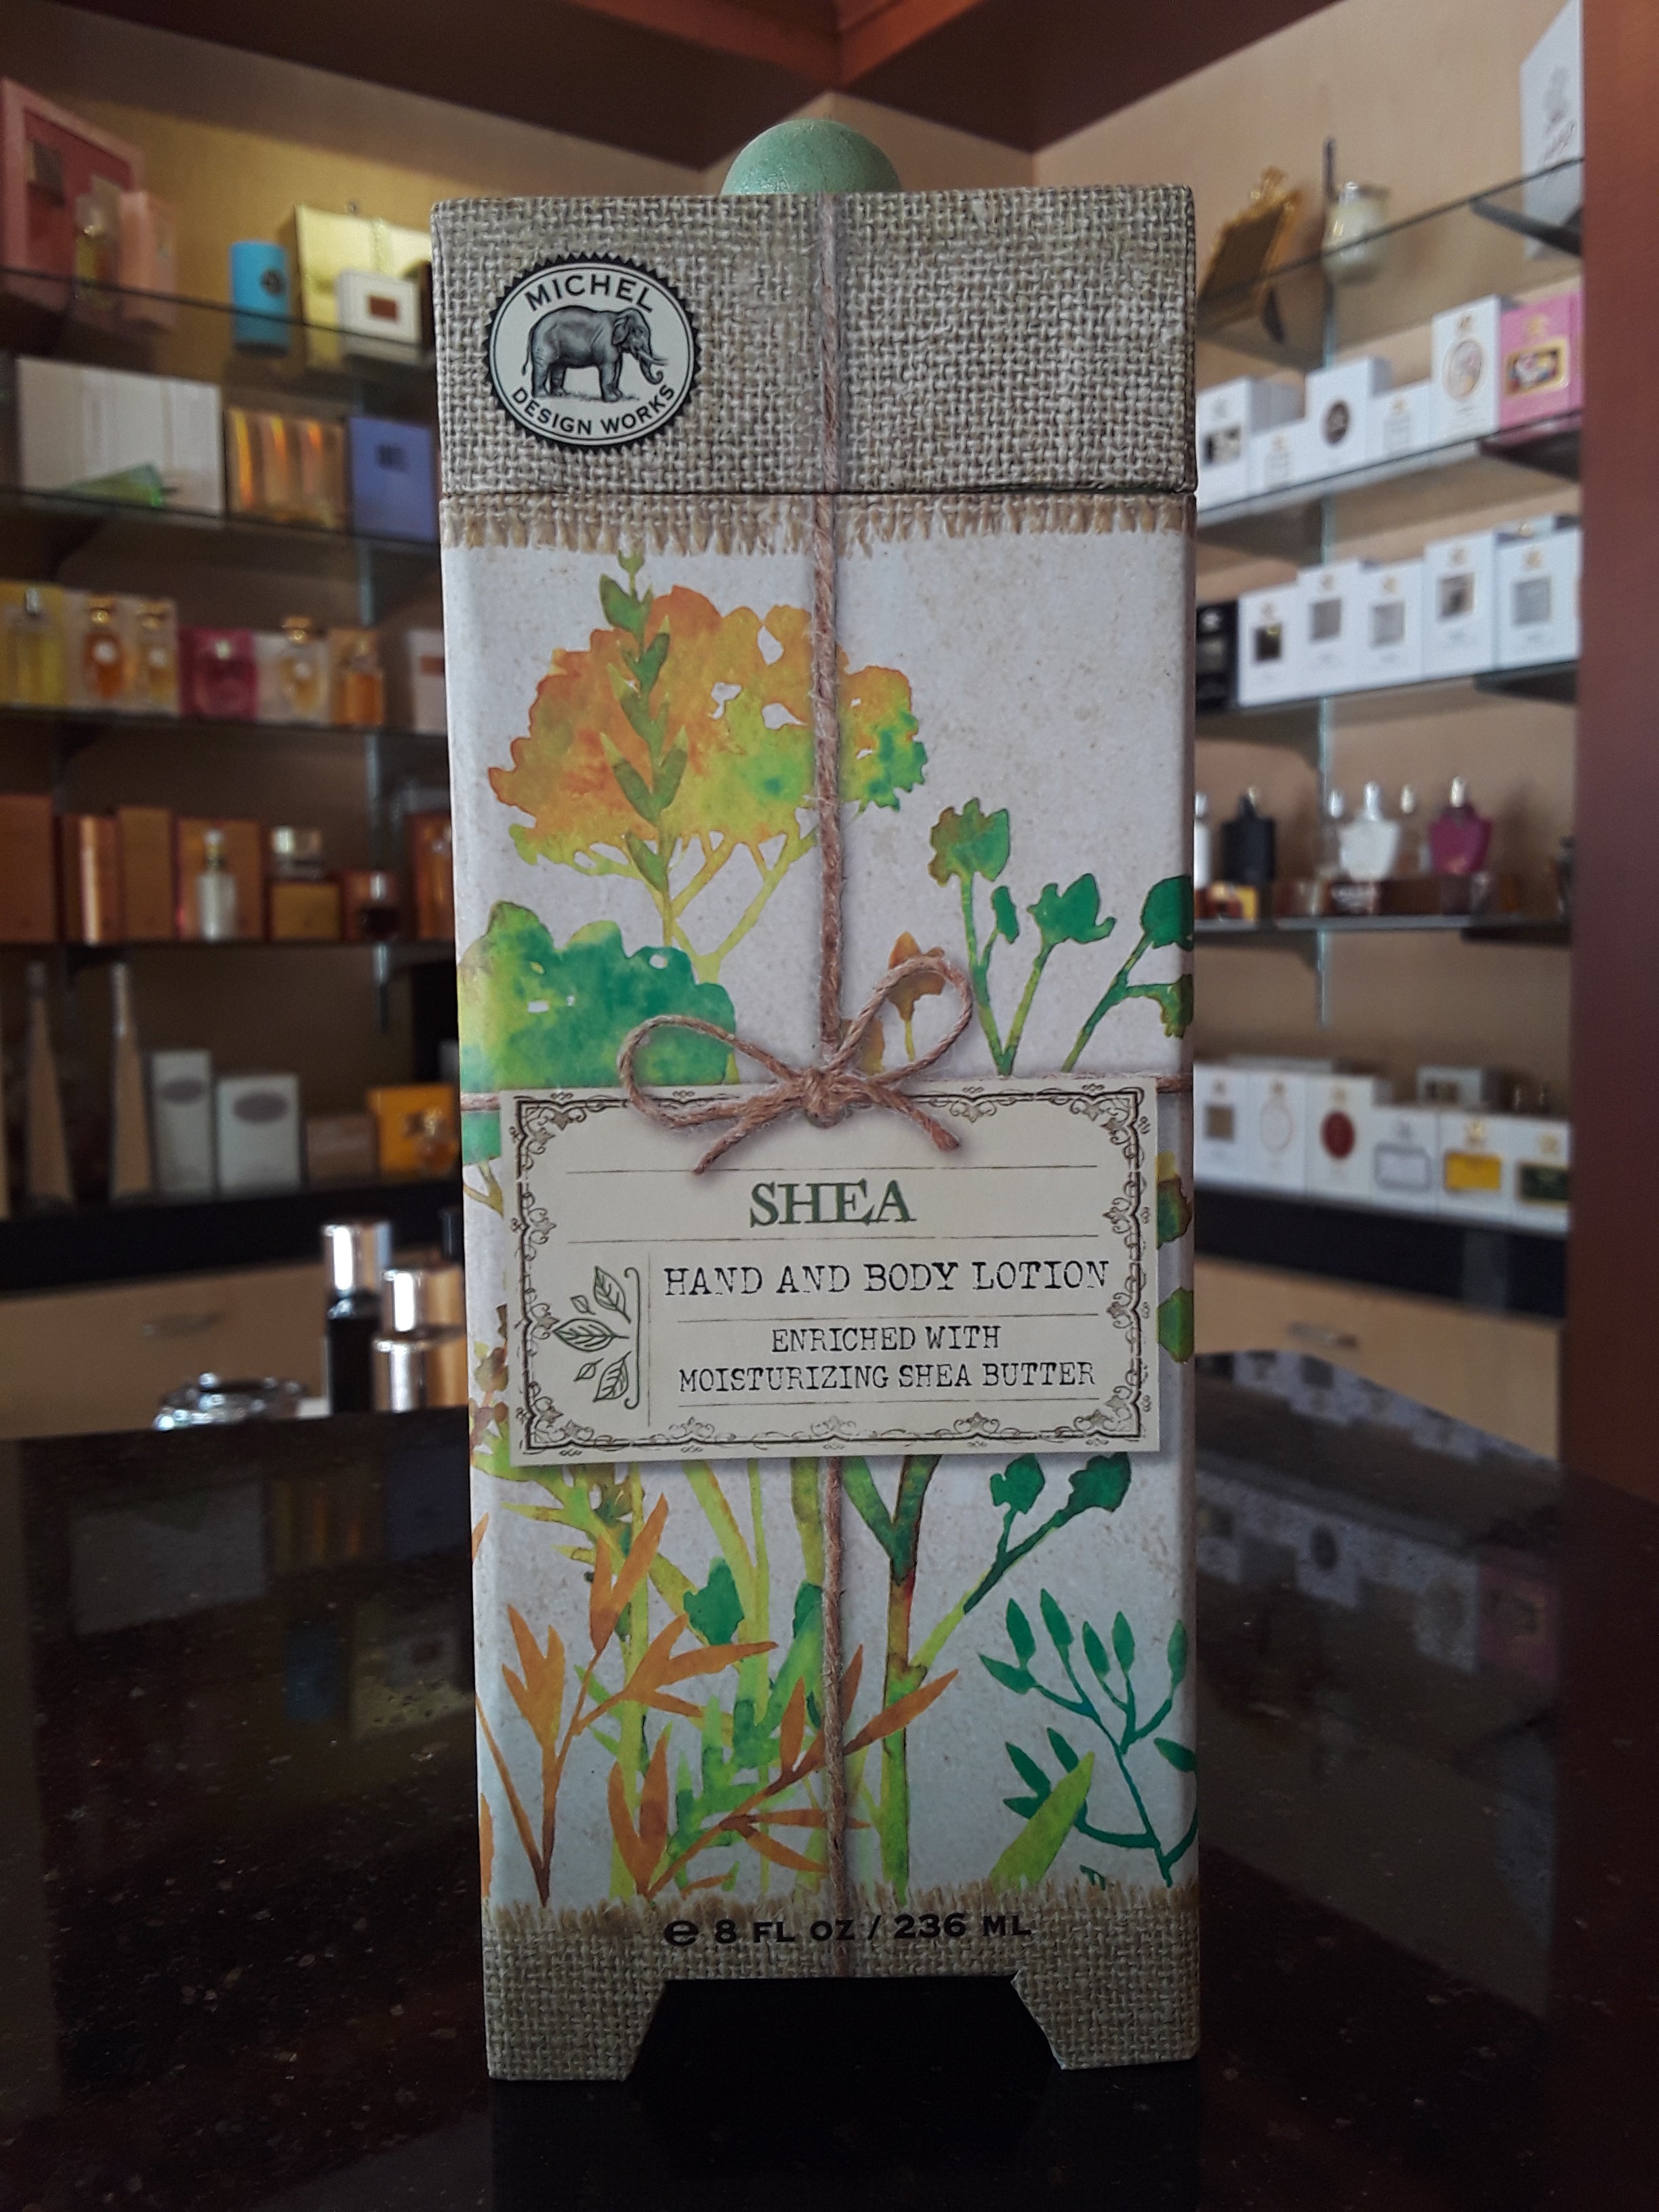 MICHEL
DESIGN WORKS
SHEA
HAND AND BODY LOTION
ENRICHED WITH
MOISTURIZING SHEA BUTTER
e 8 FL OZ / 236 ML